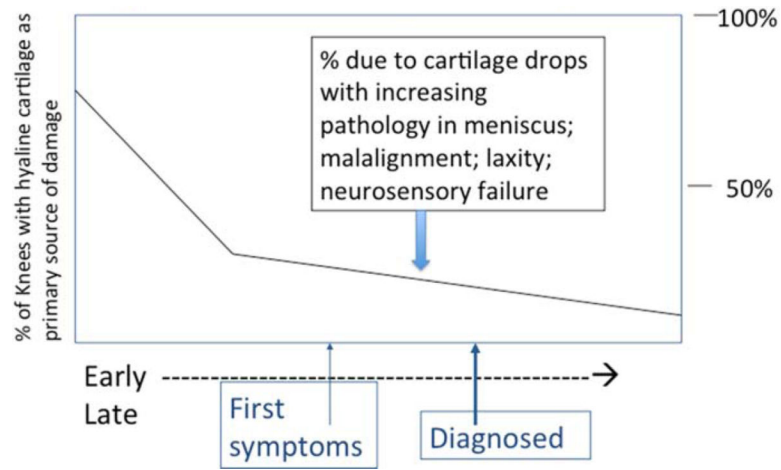 % of Knees with hyaline cartilage as
primary source of damage
100%
% due to cartilage drops
with increasing
pathology in meniscus;
malalignment; laxity;
neurosensory failure
50%
Early
Late
First
symptoms
Diagnosed